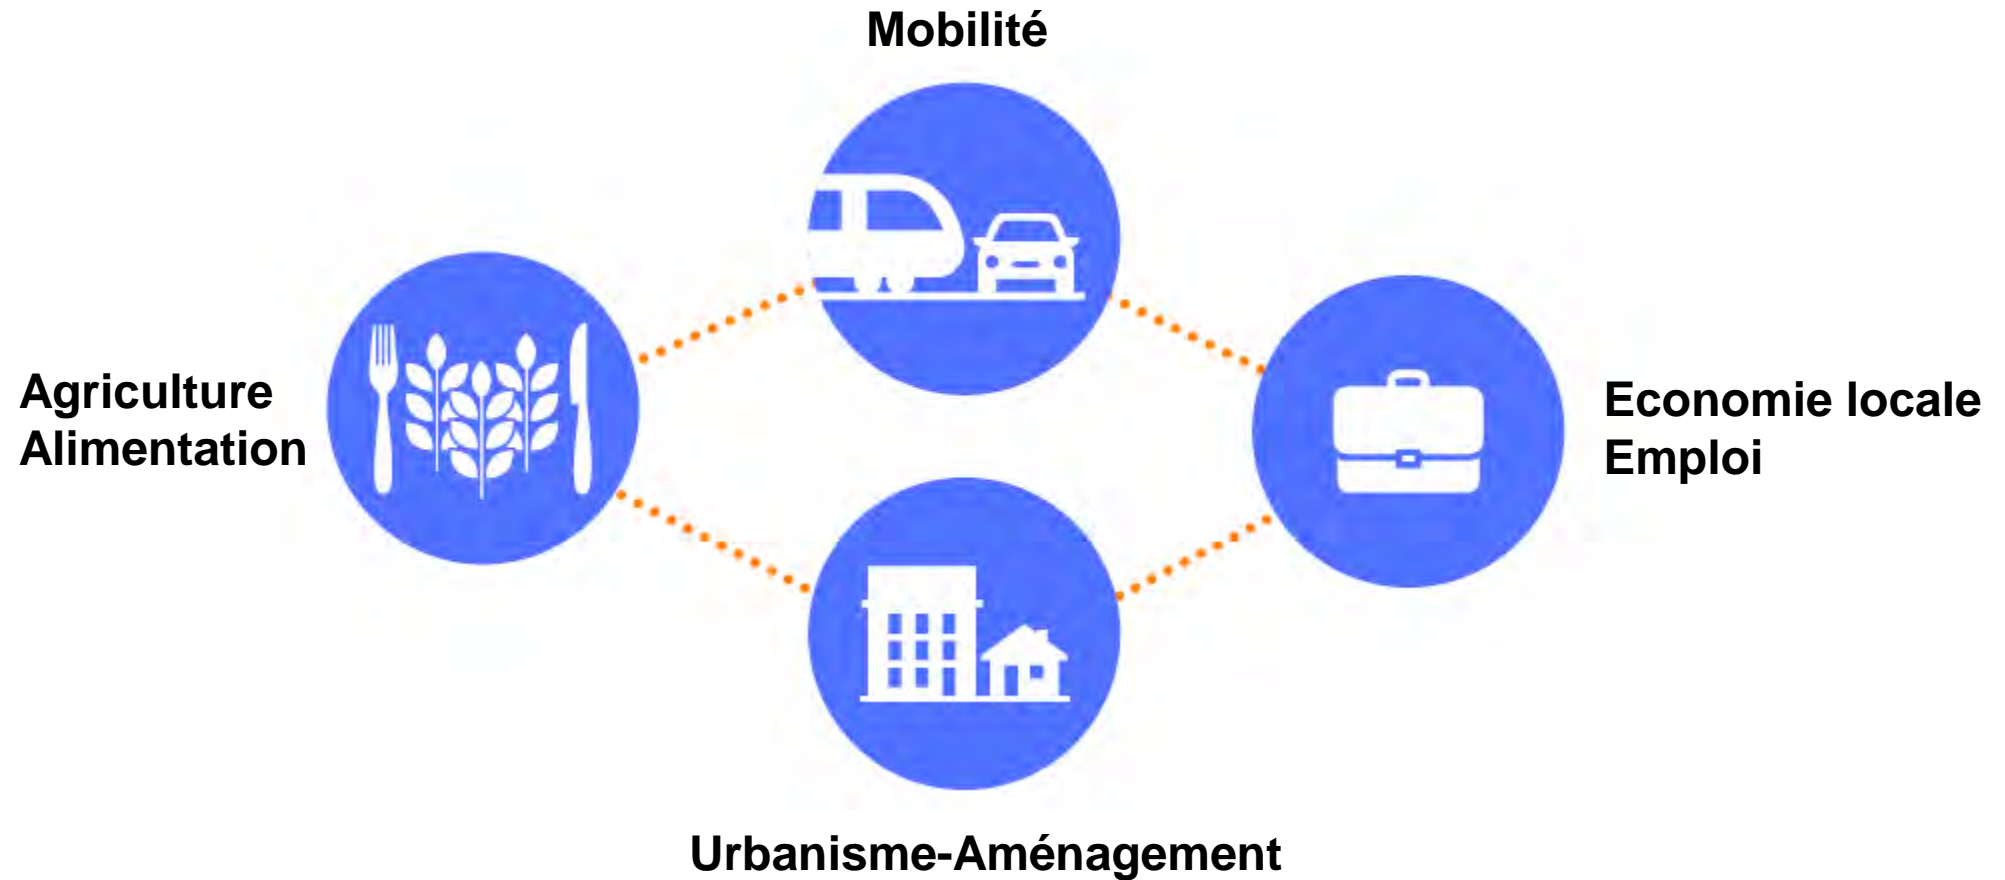 Mobilité
Agriculture
Alimentation
Economie locale
Emploi
Urbanisme-Aménagement